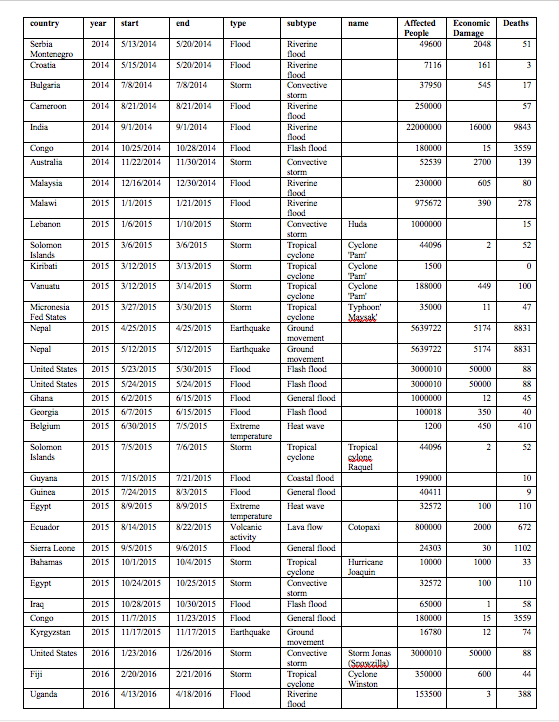 country year start end type subtype name Affected People Economic Damage Deaths
Serbia Montenegro 2014 5/13/2014 5/20/2014 Flood Riverine flood 49600 2048 51
Croatia 2014 5/15/2014 5/20/2014 Flood Riverine flood 7116 161 3
Bulgaria 2014 7/8/2014 7/8/2014 Storm Convective storm 37950 545 17
Cameroon 2014 8/21/2014 8/21/2014 Flood Riverine flood 250000 57
India 2014 9/1/2014 9/1/2014 Flood Riverine flood 22000000 16000 9843
Congo 2014 10/25/2014 10/28/2014 Flood Flash flood 180000 15 3559
Australia 2014 11/22/2014 11/30/2014 Storm Convective storm 52539 2700 139
Malaysia 2014 12/16/2014 12/30/2014 Flood Riverine flood 230000 605 80
Malawi 2015 1/1/2015 1/21/2015 Flood Riverine flood 975672 390 278
Lebanon 2015 1/6/2015 1/10/2015 Storm Convective storm Huda 1000000 15
Solomon Islands 2015 3/6/2015 3/6/2015 Storm Tropical cyclone Cyclone 'Pam' 44096 2 52
Kiribati 2015 3/12/2015 3/13/2015 Storm Tropical cyclone Cyclone 'Pam' 1500 0
Vanuatu 2015 3/12/2015 3/14/2015 Storm Tropical cyclone Cyclone 'Pam' 188000 449 100
Micronesia Fed States 2015 3/27/2015 3/30/2015 Storm Tropical cyclone Typhoon' Maysak' 35000 11 47
Nepal 2015 4/25/2015 4/25/2015 Earthquake Ground movement 5639722 5174 8831
Nepal 2015 5/12/2015 5/12/2015 Earthquake Ground movement 5639722 5174 8831
United States 2015 5/23/2015 5/30/2015 Flood Flash flood 3000010 50000 88
United States 2015 5/24/2015 5/24/2015 Flood Flash flood 3000010 50000 88
Ghana 2015 6/2/2015 6/15/2015 Flood General flood 1000000 12 45
Georgia 2015 6/7/2015 6/15/2015 Flood Flash flood 100018 350 40
Belgium 2015 6/30/2015 7/5/2015 Extreme temperature Heat wave 1200 450 410
Solomon Islands 2015 7/5/2015 7/6/2015 Storm Tropical cyclone Tropical cylone Raquel 44096 2 52
Guyana 2015 7/15/2015 7/21/2015 Flood Coastal flood 199000 10
Guinea 2015 7/24/2015 8/3/2015 Flood General flood 40411 9
Egypt 2015 8/9/2015 8/9/2015 Extreme temperature Heat wave 32572 100 110
Ecuador 2015 8/14/2015 8/22/2015 Volcanic activity Lava flow Cotopaxi 800000 2000 672
Sierra Leone 2015 9/5/2015 9/6/2015 Flood General flood 24303 30 1102
Bahamas 2015 10/1/2015 10/4/2015 Storm Tropical cyclone Hurricane Joaquin 10000 1000 33
Egypt 2015 10/24/2015 10/25/2015 Storm Convective storm 32572 100 110
Iraq 2015 10/28/2015 10/30/2015 Flood Flash flood 65000 1 58
Congo 2015 11/7/2015 11/23/2015 Flood General flood 180000 15 3559
Kyrgyzstan 2015 11/17/2015 11/17/2015 Earthquake Ground movement 16780 12 74
United States 2016 1/23/2016 1/26/2016 Storm Convective storm Storm Jonas (Snowzilla) 3000010 50000 88
Fiji 2016 2/20/2016 2/21/2016 Storm Tropical cyclone Cyclone Winston 350000 600 44
Uganda 2016 4/13/2016 4/18/2016 Flood Riverine flood 153500 3 388